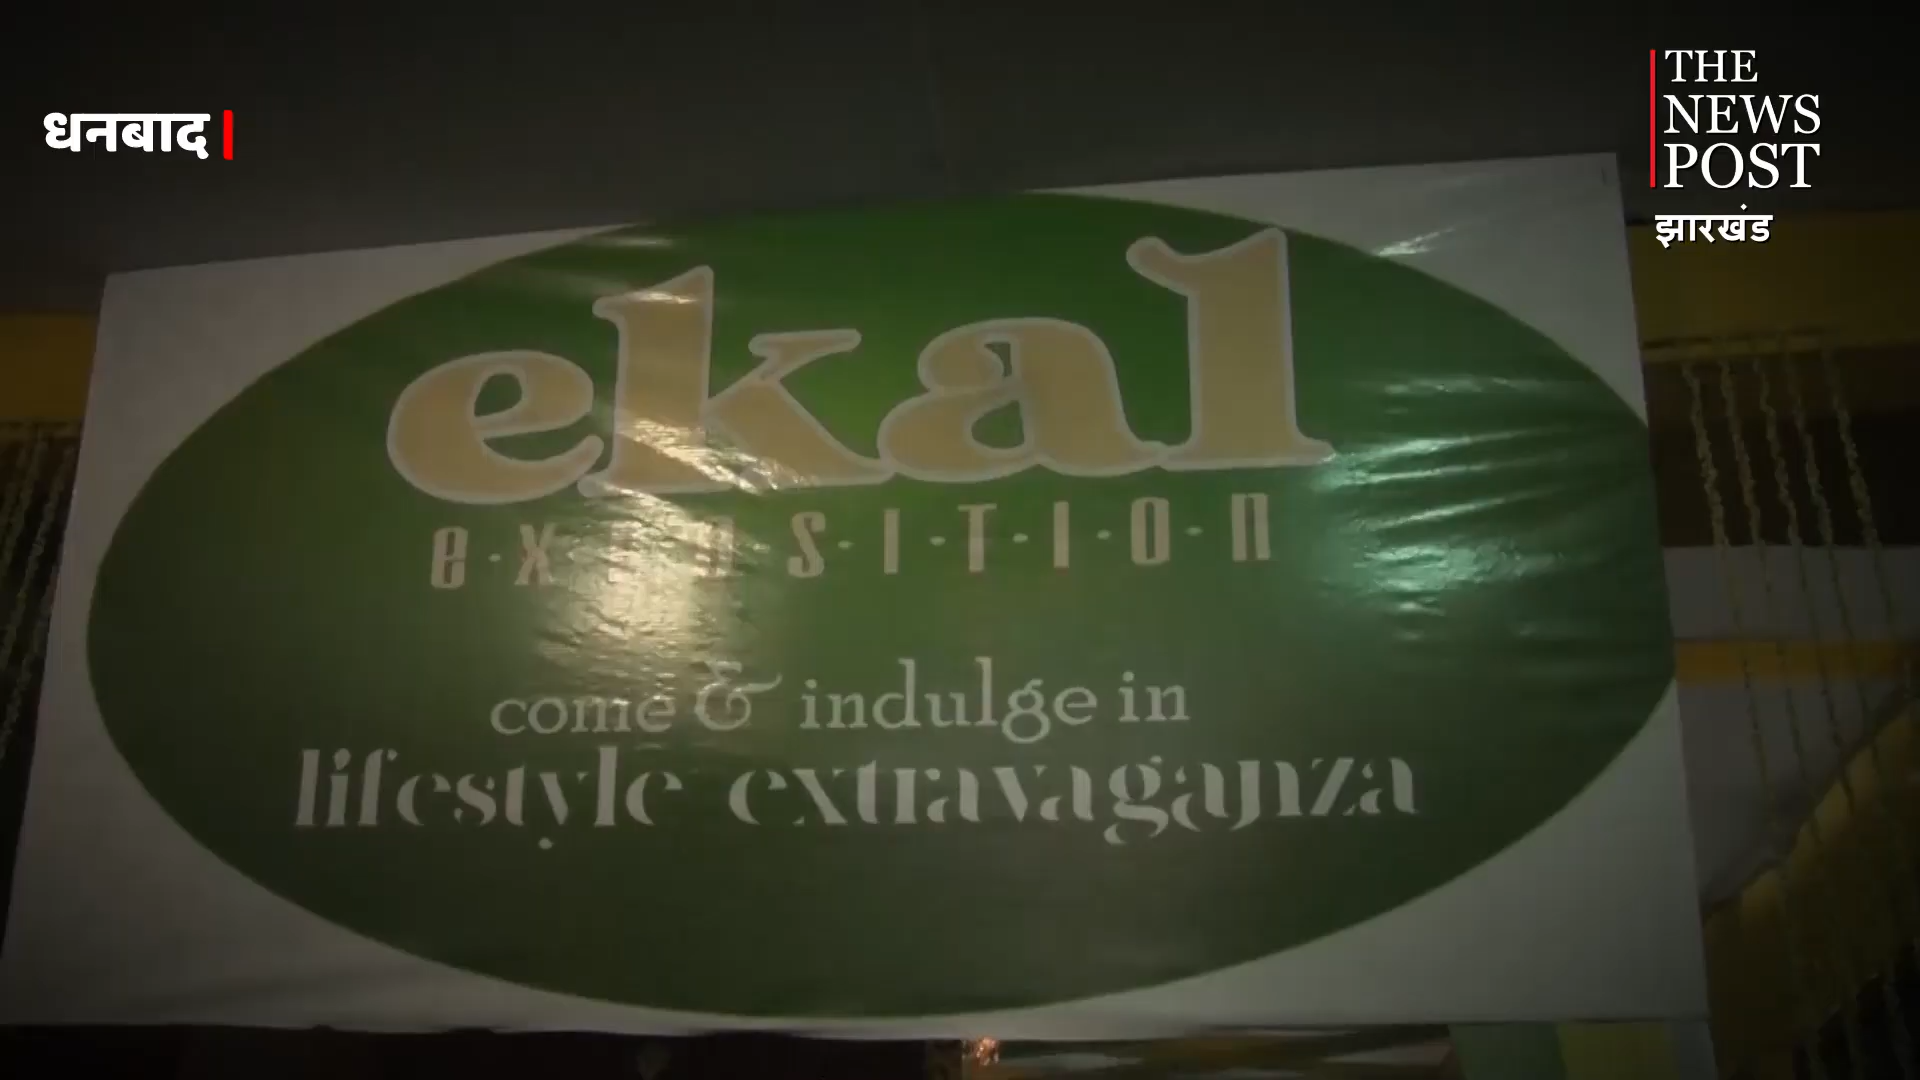 धनबाद
THE
NEWS
POST
झारखंड
ekal
e·x·p·o·s·i·t·i·o·n
come & indulge in
lifestyle extravaganza